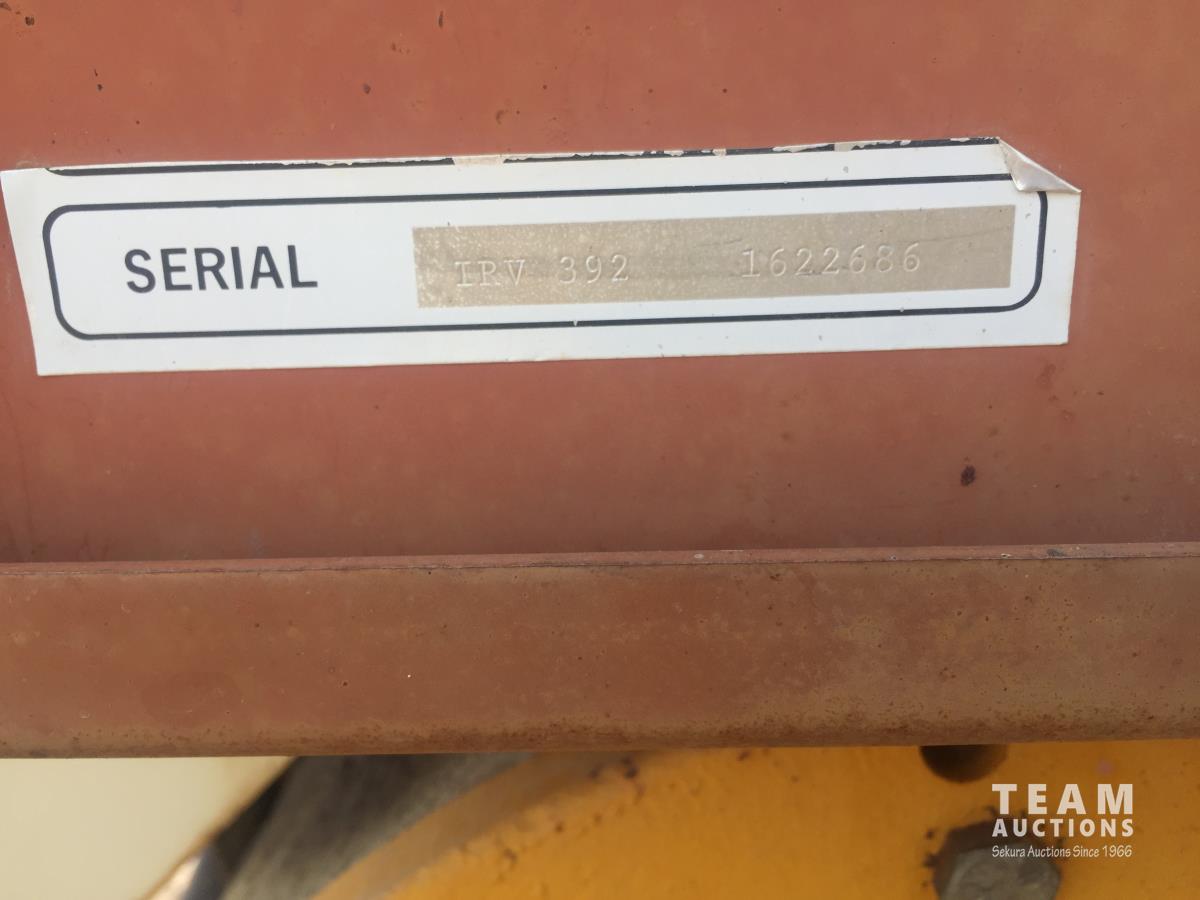 SERIAL IRV 392 1622686
TEAM
AUCTIONS
Sekura Auctions Since 1966